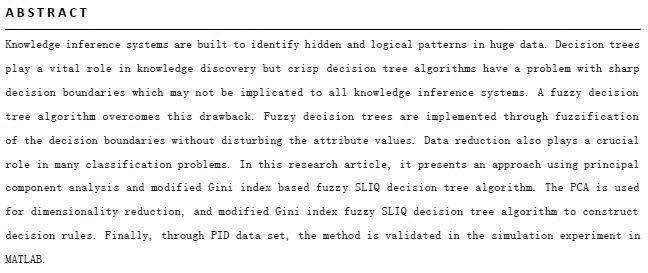 ABSTRACT
Knowledge inference systems are built to identify hidden and logical patterns in huge data. Decision trees
play a vital role in knowledge discovery but crisp decision tree algorithms have a problem with sharp
decision boundaries which may not be implicated to all knowledge inference systems. A fuzzy decision
tree algorithm overcomes this drawback. Fuzzy decision trees are implemented through fuzzification
of the decision boundaries without disturbing the attribute values. Data reduction also plays a crucial
role in many classification problems. In this research article, it presents an approach using principal
component analysis and modified Gini index based fuzzy SLIQ decision tree algorithm. The PCA is used
for dimensionality reduction, and modified Gini index fuzzy SLIQ decision tree algorithm to construct
decision rules. Finally, through PID data set, the method is validated in the simulation experiment in
MATLAB.